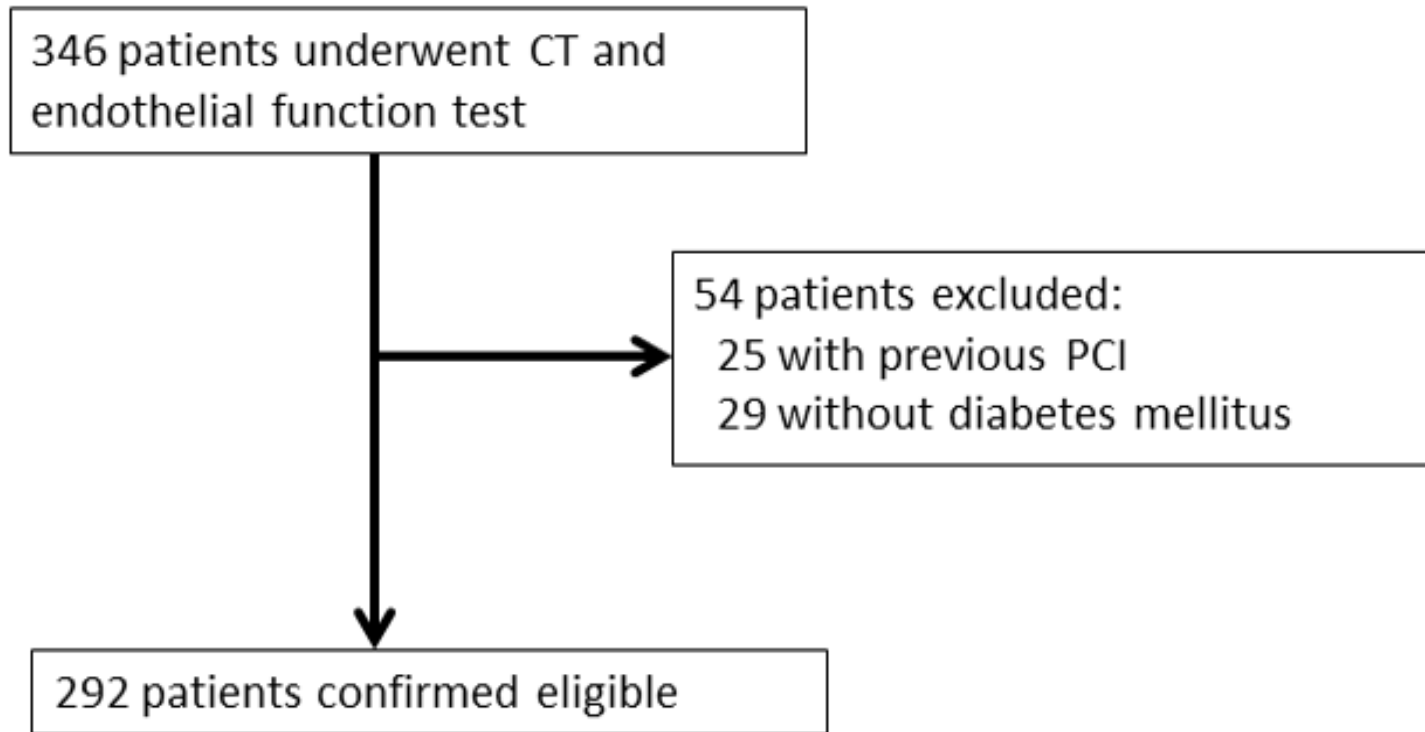 346 patients underwent CT and
endothelial function test
54 patients excluded:
25 with previous PCI
29 without diabetes mellitus
292 patients confirmed eligible